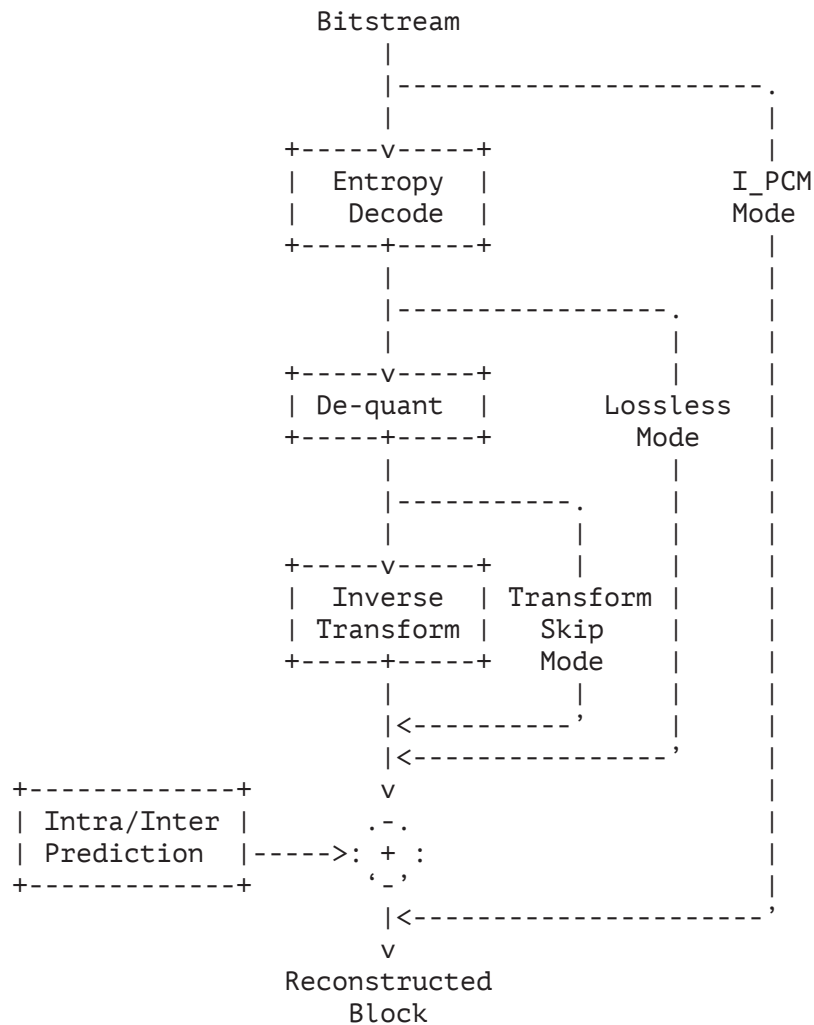 Bitstream
Entropy
Decode
I_PCM
Mode
De-quant
Lossless
Mode
Inverse
Transform
Transform
Skip
Mode
Intra/Inter
Prediction
+
Reconstructed
Block